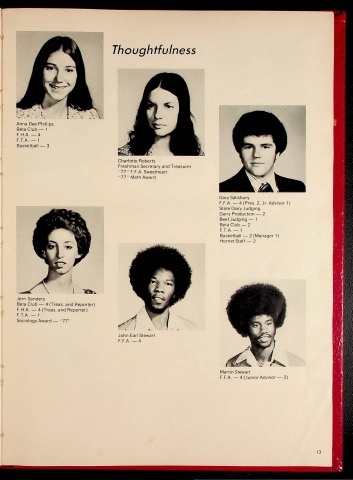 Thoughtfulness
Anna Dee Phillips
Beta Club — 1
F.H.A. — 4
F.T.A. — 1
Basketball — 3
Charlotte Roberts
Freshman Secretary and Treasurer
"77" F.F.A. Sweetheart
"77" Math Award
Gary Salisbury
F.F.A. — 4 (Pres. 2, Jr. Advisor 1)
State Dairy Judging
Dairy Production — 2
Beef Judging — 1
Beta Club — 2
F.T.A. — 1
Basketball — 2 (Manager 1)
Hornet Staff — 2
Jerri Sanders
Beta Club — 4 (Treas. and Reporter)
F.H.A. — 4 (Treas. and Reporter)
F.T.A. — 1
Sociology Award — "77"
John Earl Stewart
F.F.A. — 4
Martin Stewart
F.F.A. — 4 (Junior Advisor — 2)
13